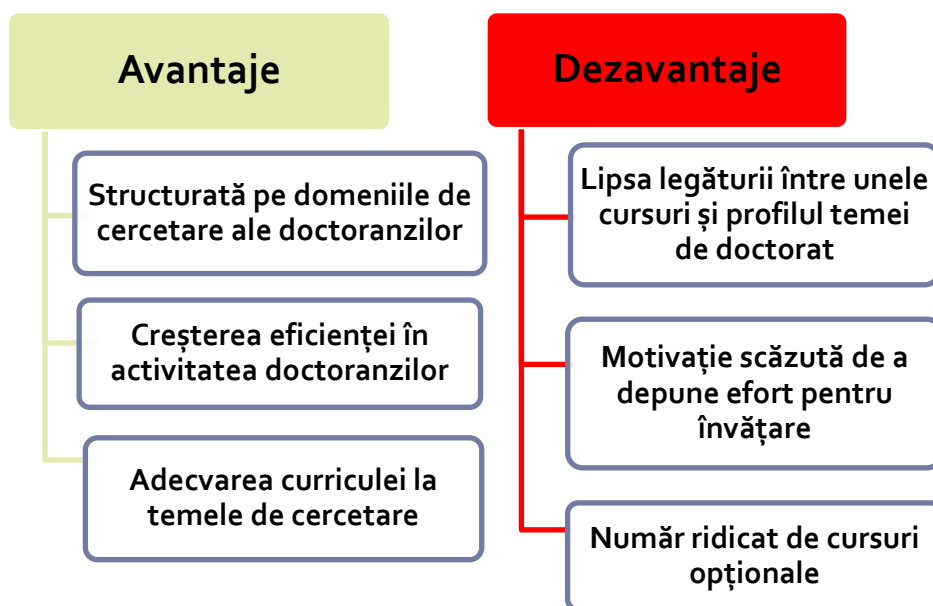 Avantaje
Structurată pe domeniile de
cercetare ale doctoranzilor
Creșterea eficienței în
activitatea doctoranzilor
Adecvarea curriculei la
temele de cercetare
Dezavantaje
Lipsa legăturii între unele
cursuri și profilul temei
de doctorat
Motivație scăzută de a
depune efort pentru
învățare
Număr ridicat de cursuri
opționale